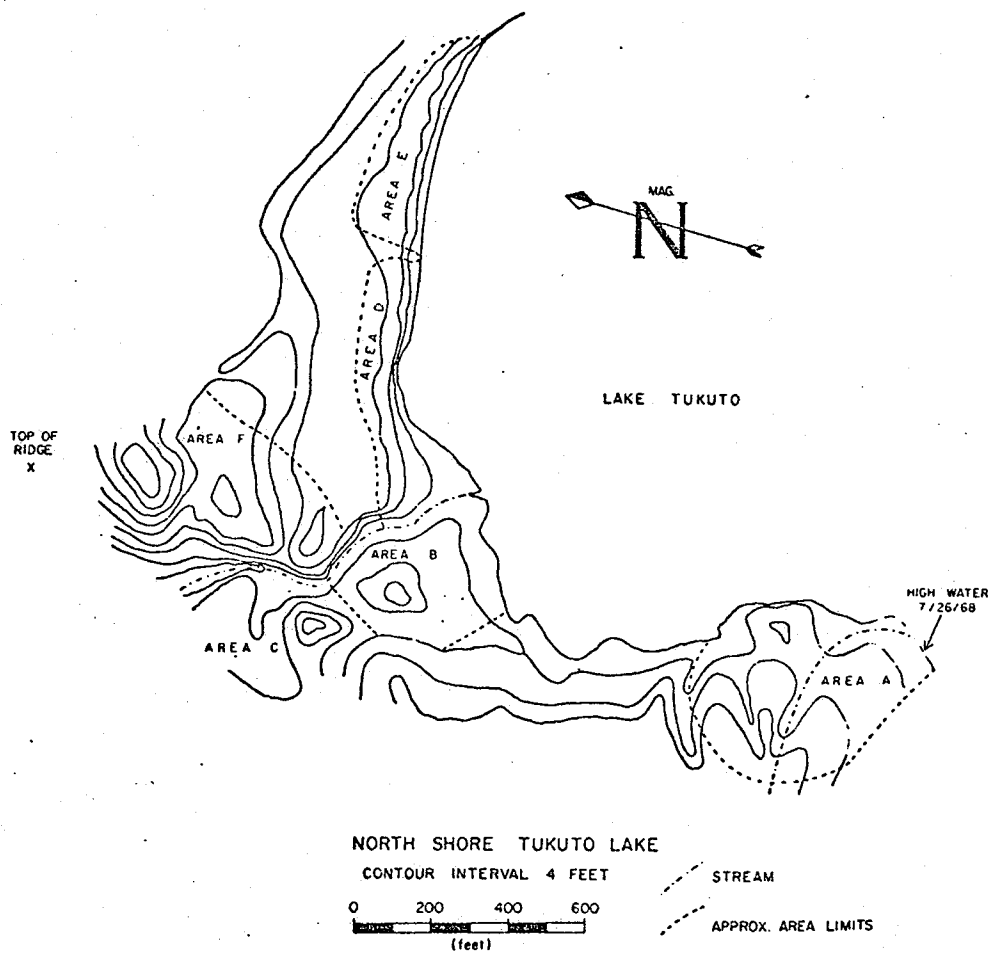 AREA E
MAG.
N
AREA D
LAKE TUKUTO
TOP OF
RIDGE
X
AREA F
AREA B
HIGH WATER
7/26/68
AREA C
AREA A
NORTH SHORE TUKUTO LAKE
CONTOUR INTERVAL 4 FEET
0 200 400 600
(feet)
STREAM
APPROX. AREA LIMITS